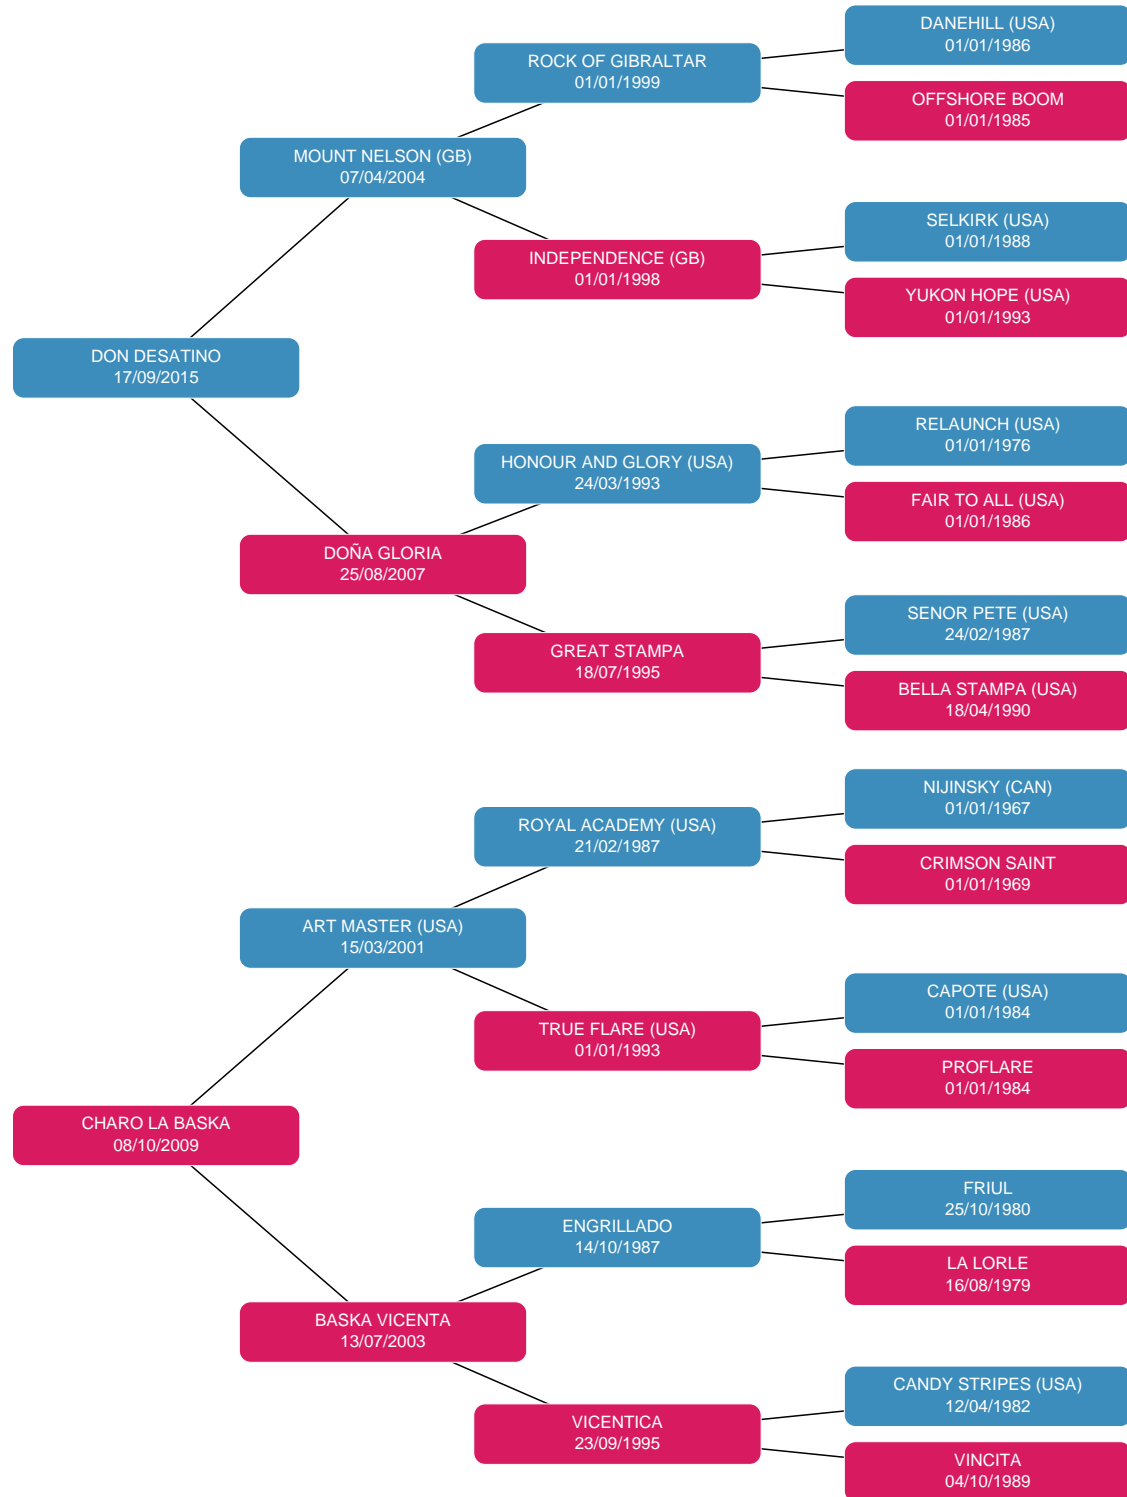 DANEHILL (USA)
01/01/1986
ROCK OF GIBRALTAR
01/01/1999
OFFSHORE BOOM
01/01/1985
MOUNT NELSON (GB)
07/04/2004
SELKIRK (USA)
01/01/1988
INDEPENDENCE (GB)
01/01/1998
YUKON HOPE (USA)
01/01/1993
DON DESATINO
17/09/2015
RELAUNCH (USA)
01/01/1976
HONOUR AND GLORY (USA)
24/03/1993
FAIR TO ALL (USA)
01/01/1986
DOÑA GLORIA
25/08/2007
SENOR PETE (USA)
24/02/1987
GREAT STAMPA
18/07/1995
BELLA STAMPA (USA)
18/04/1990
NIJINSKY (CAN)
01/01/1967
ROYAL ACADEMY (USA)
21/02/1987
CRIMSON SAINT
01/01/1969
ART MASTER (USA)
15/03/2001
CAPOTE (USA)
01/01/1984
TRUE FLARE (USA)
01/01/1993
PROFLARE
01/01/1984
CHARO LA BASKA
08/10/2009
FRIUL
25/10/1980
ENGRILLADO
14/10/1987
LA LORLE
16/08/1979
BASKA VICENTA
13/07/2003
CANDY STRIPES (USA)
12/04/1982
VICENTICA
23/09/1995
VINCITA
04/10/1989